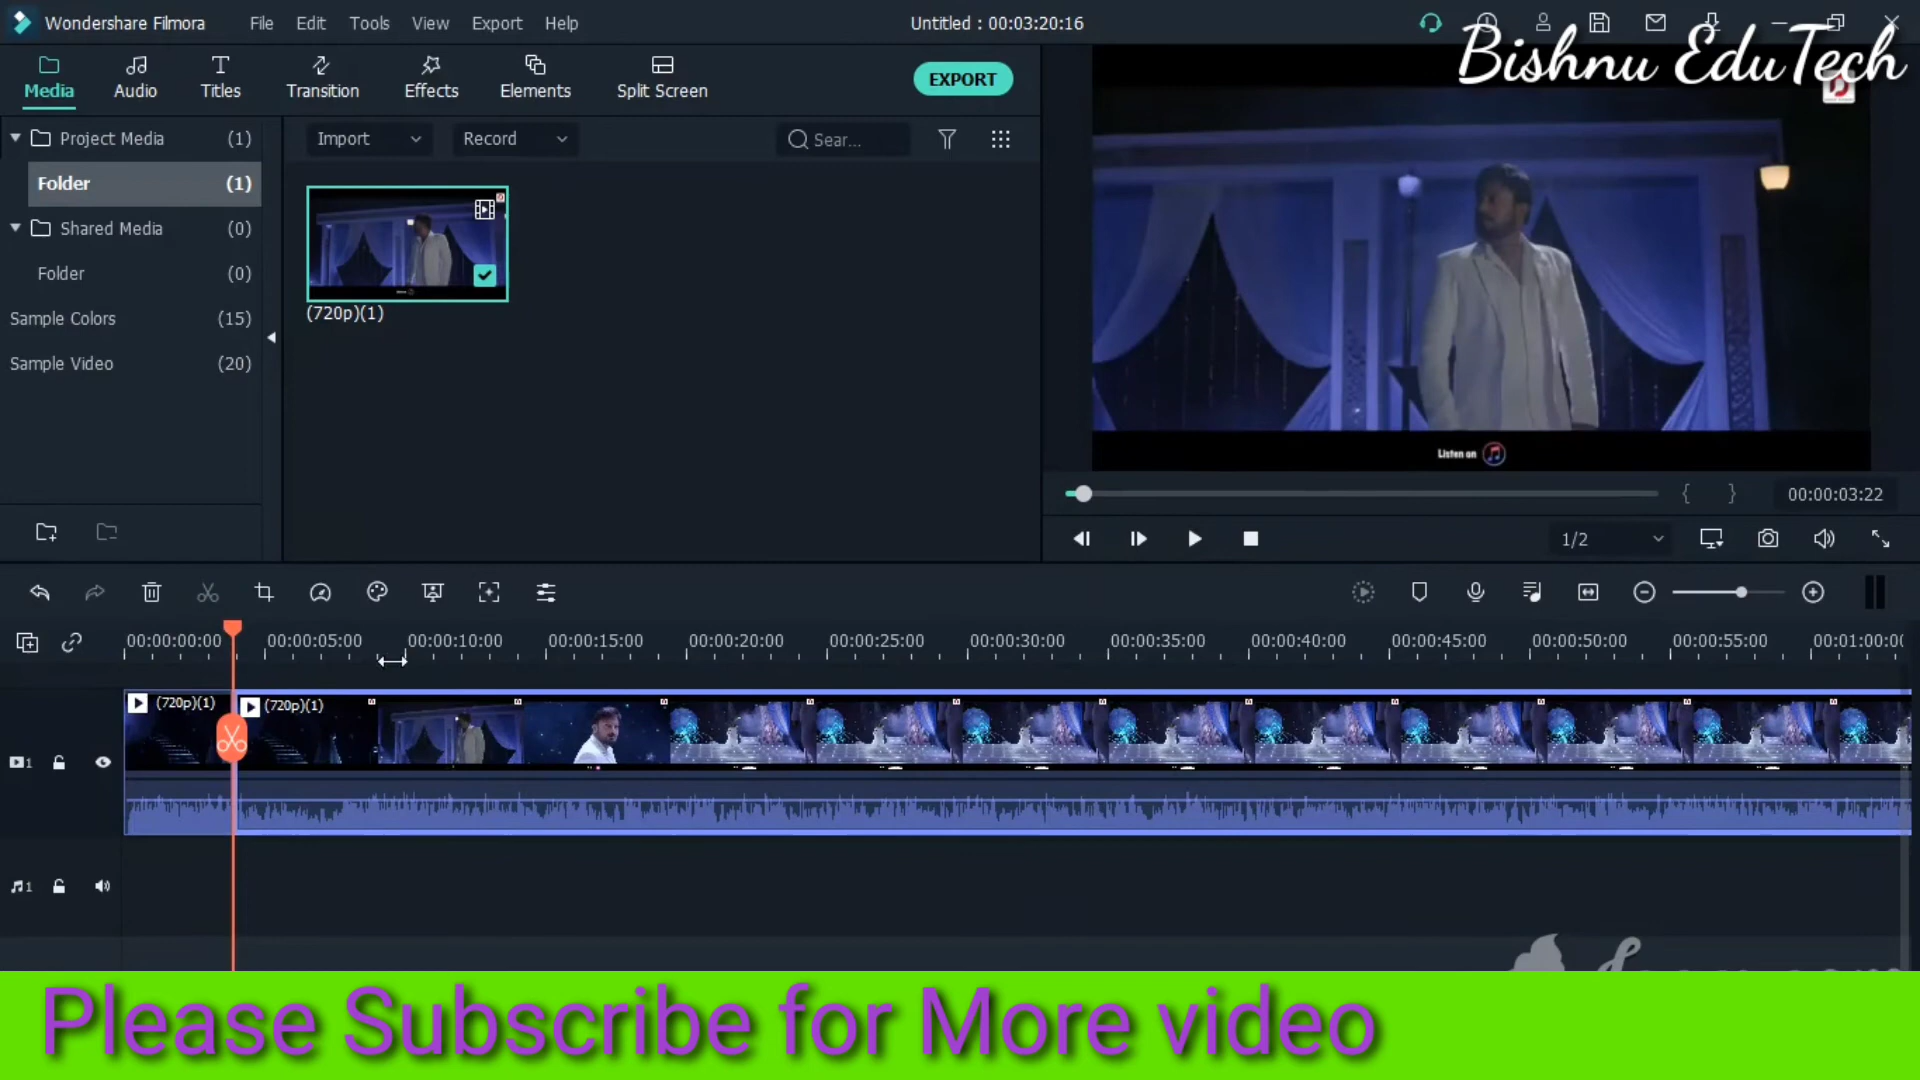 Wondershare Filmora File Edit Tools View Export Help Untitled : 00:03:20:16
Bishnu EduTech
Media Audio Titles Transition Effects Elements Split Screen EXPORT
Project Media (1)
Folder (1)
Shared Media (0)
Folder (0)
Sample Colors (15)
Sample Video (20)
Import Record Sear...
(720p)(1)
Listen on
{ } 00:00:03:22
1/2
00:00:00:00 00:00:05:00 00:00:10:00 00:00:15:00 00:00:20:00 00:00:25:00 00:00:30:00 00:00:35:00 00:00:40:00 00:00:45:00 00:00:50:00 00:00:55:00 00:01:00:0
(720p)(1) (720p)(1)
1
1
Please Subscribe for More video